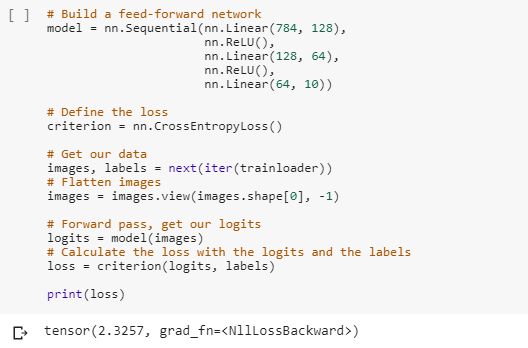 [ ] # Build a feed-forward network
model = nn.Sequential(nn.Linear(784, 128),
                      nn.ReLU(),
                      nn.Linear(128, 64),
                      nn.ReLU(),
                      nn.Linear(64, 10))
# Define the loss
criterion = nn.CrossEntropyLoss()
# Get our data
images, labels = next(iter(trainloader))
# Flatten images
images = images.view(images.shape[0], -1)
# Forward pass, get our logits
logits = model(images)
# Calculate the loss with the logits and the labels
loss = criterion(logits, labels)
print(loss)
tensor(2.3257, grad_fn=<NllLossBackward>)